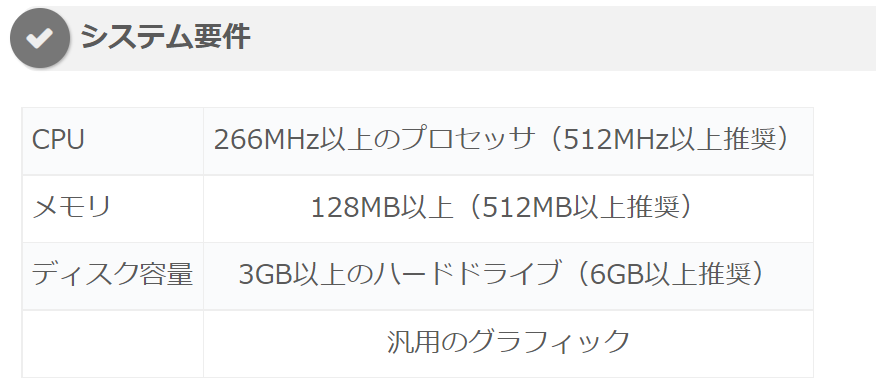 システム要件
CPU 266MHz以上のプロセッサ（512MHz以上推奨）
メモリ 128MB以上（512MB以上推奨）
ディスク容量 3GB以上のハードドライブ（6GB以上推奨）
汎用のグラフィック